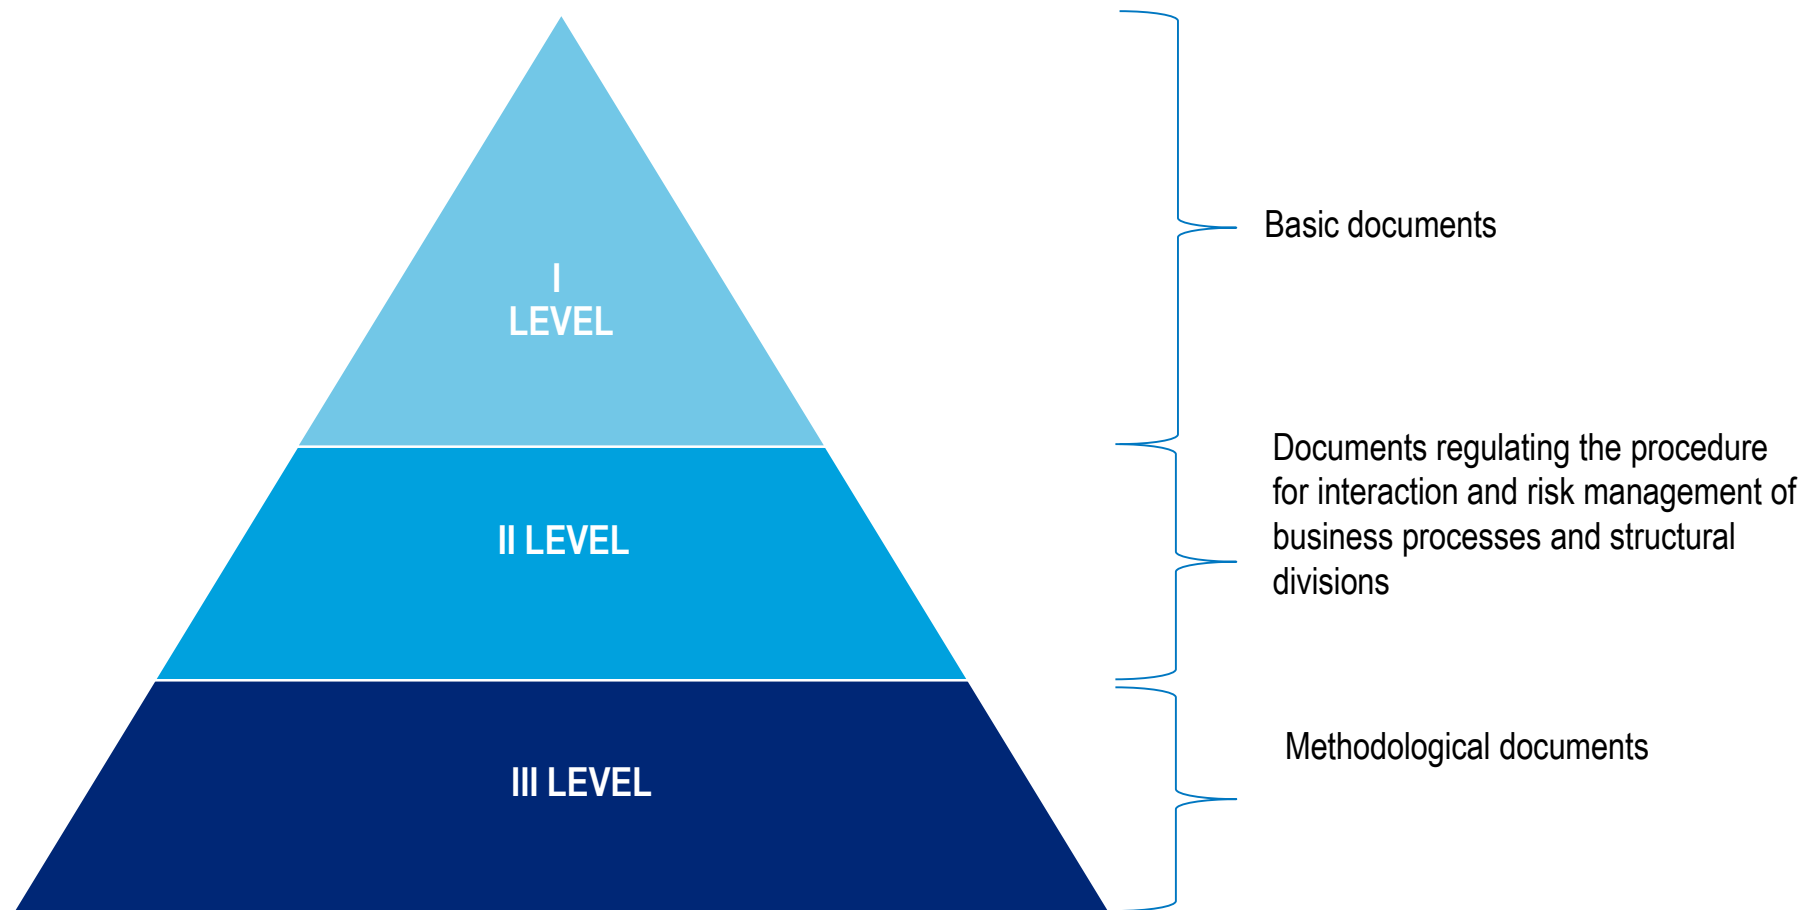 I
LEVEL
Basic documents
II LEVEL
Documents regulating the procedure
for interaction and risk management of
business processes and structural
divisions
III LEVEL
Methodological documents